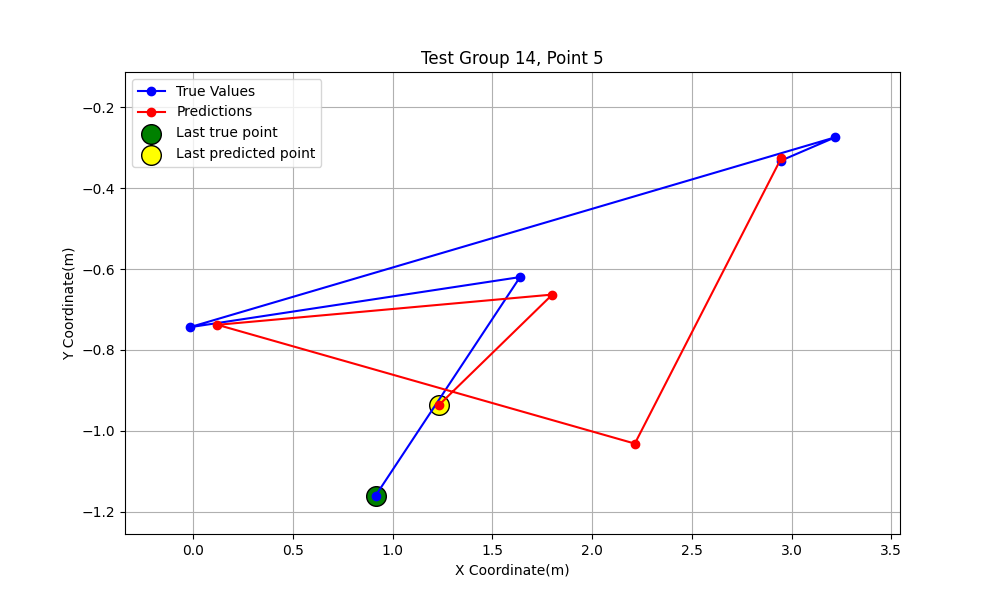 Test Group 14, Point 5
True Values
Predictions
Last true point
Last predicted point
Y Coordinate(m)
−0.2
−0.4
−0.6
−0.8
−1.0
−1.2
0.0 0.5 1.0 1.5 2.0 2.5 3.0 3.5
X Coordinate(m)